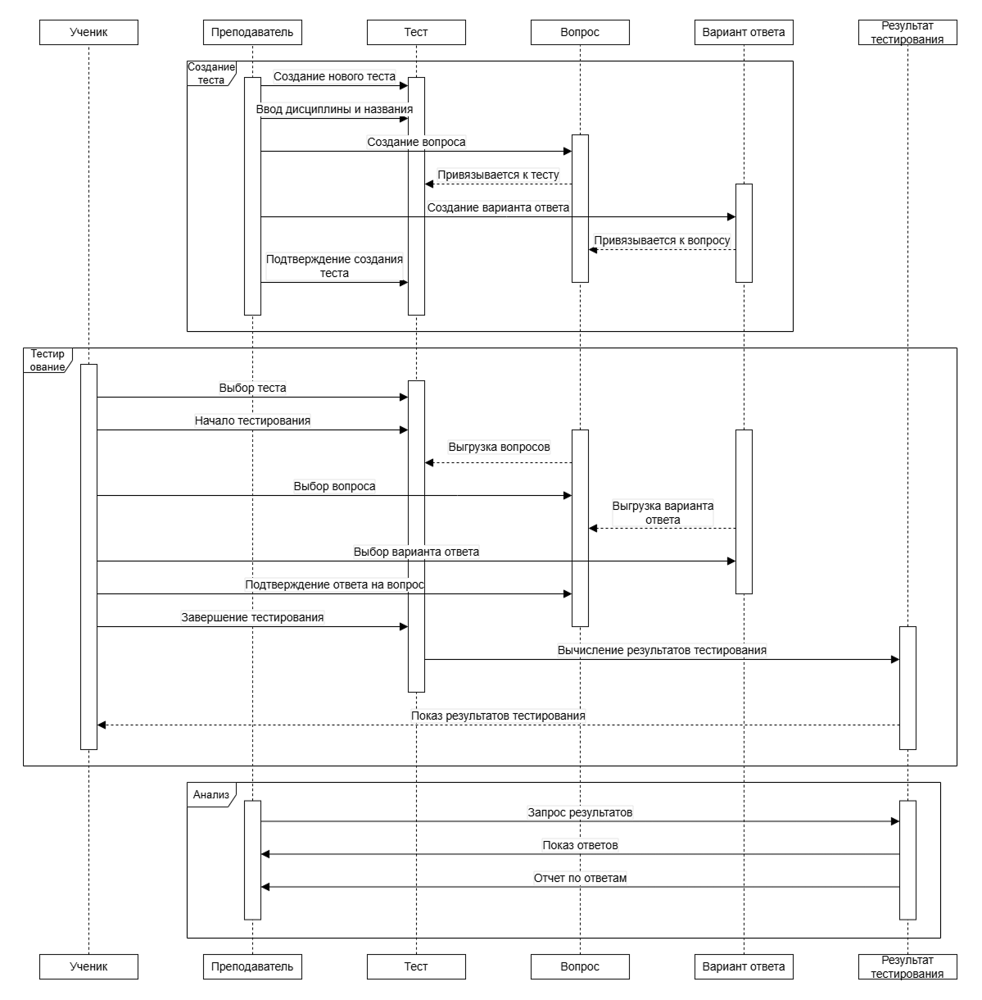 Ученик
Преподаватель
Тест
Вопрос
Вариант ответа
Результат
тестирования
Создание
теста
Создание нового теста
Ввод дисциплины и названия
Создание вопроса
Привязывается к тесту
Создание варианта ответа
Привязывается к вопросу
Подтверждение создания
теста
Тестир
ование
Выбор теста
Начало тестирования
Выгрузка вопросов
Выбор вопроса
Выгрузка варианта
ответа
Выбор варианта ответа
Подтверждение ответа на вопрос
Завершение тестирования
Вычисление результатов тестирования
Показ результатов тестирования
Анализ
Запрос результатов
Показ ответов
Отчет по ответам
Ученик
Преподаватель
Тест
Вопрос
Вариант ответа
Результат
тестирования